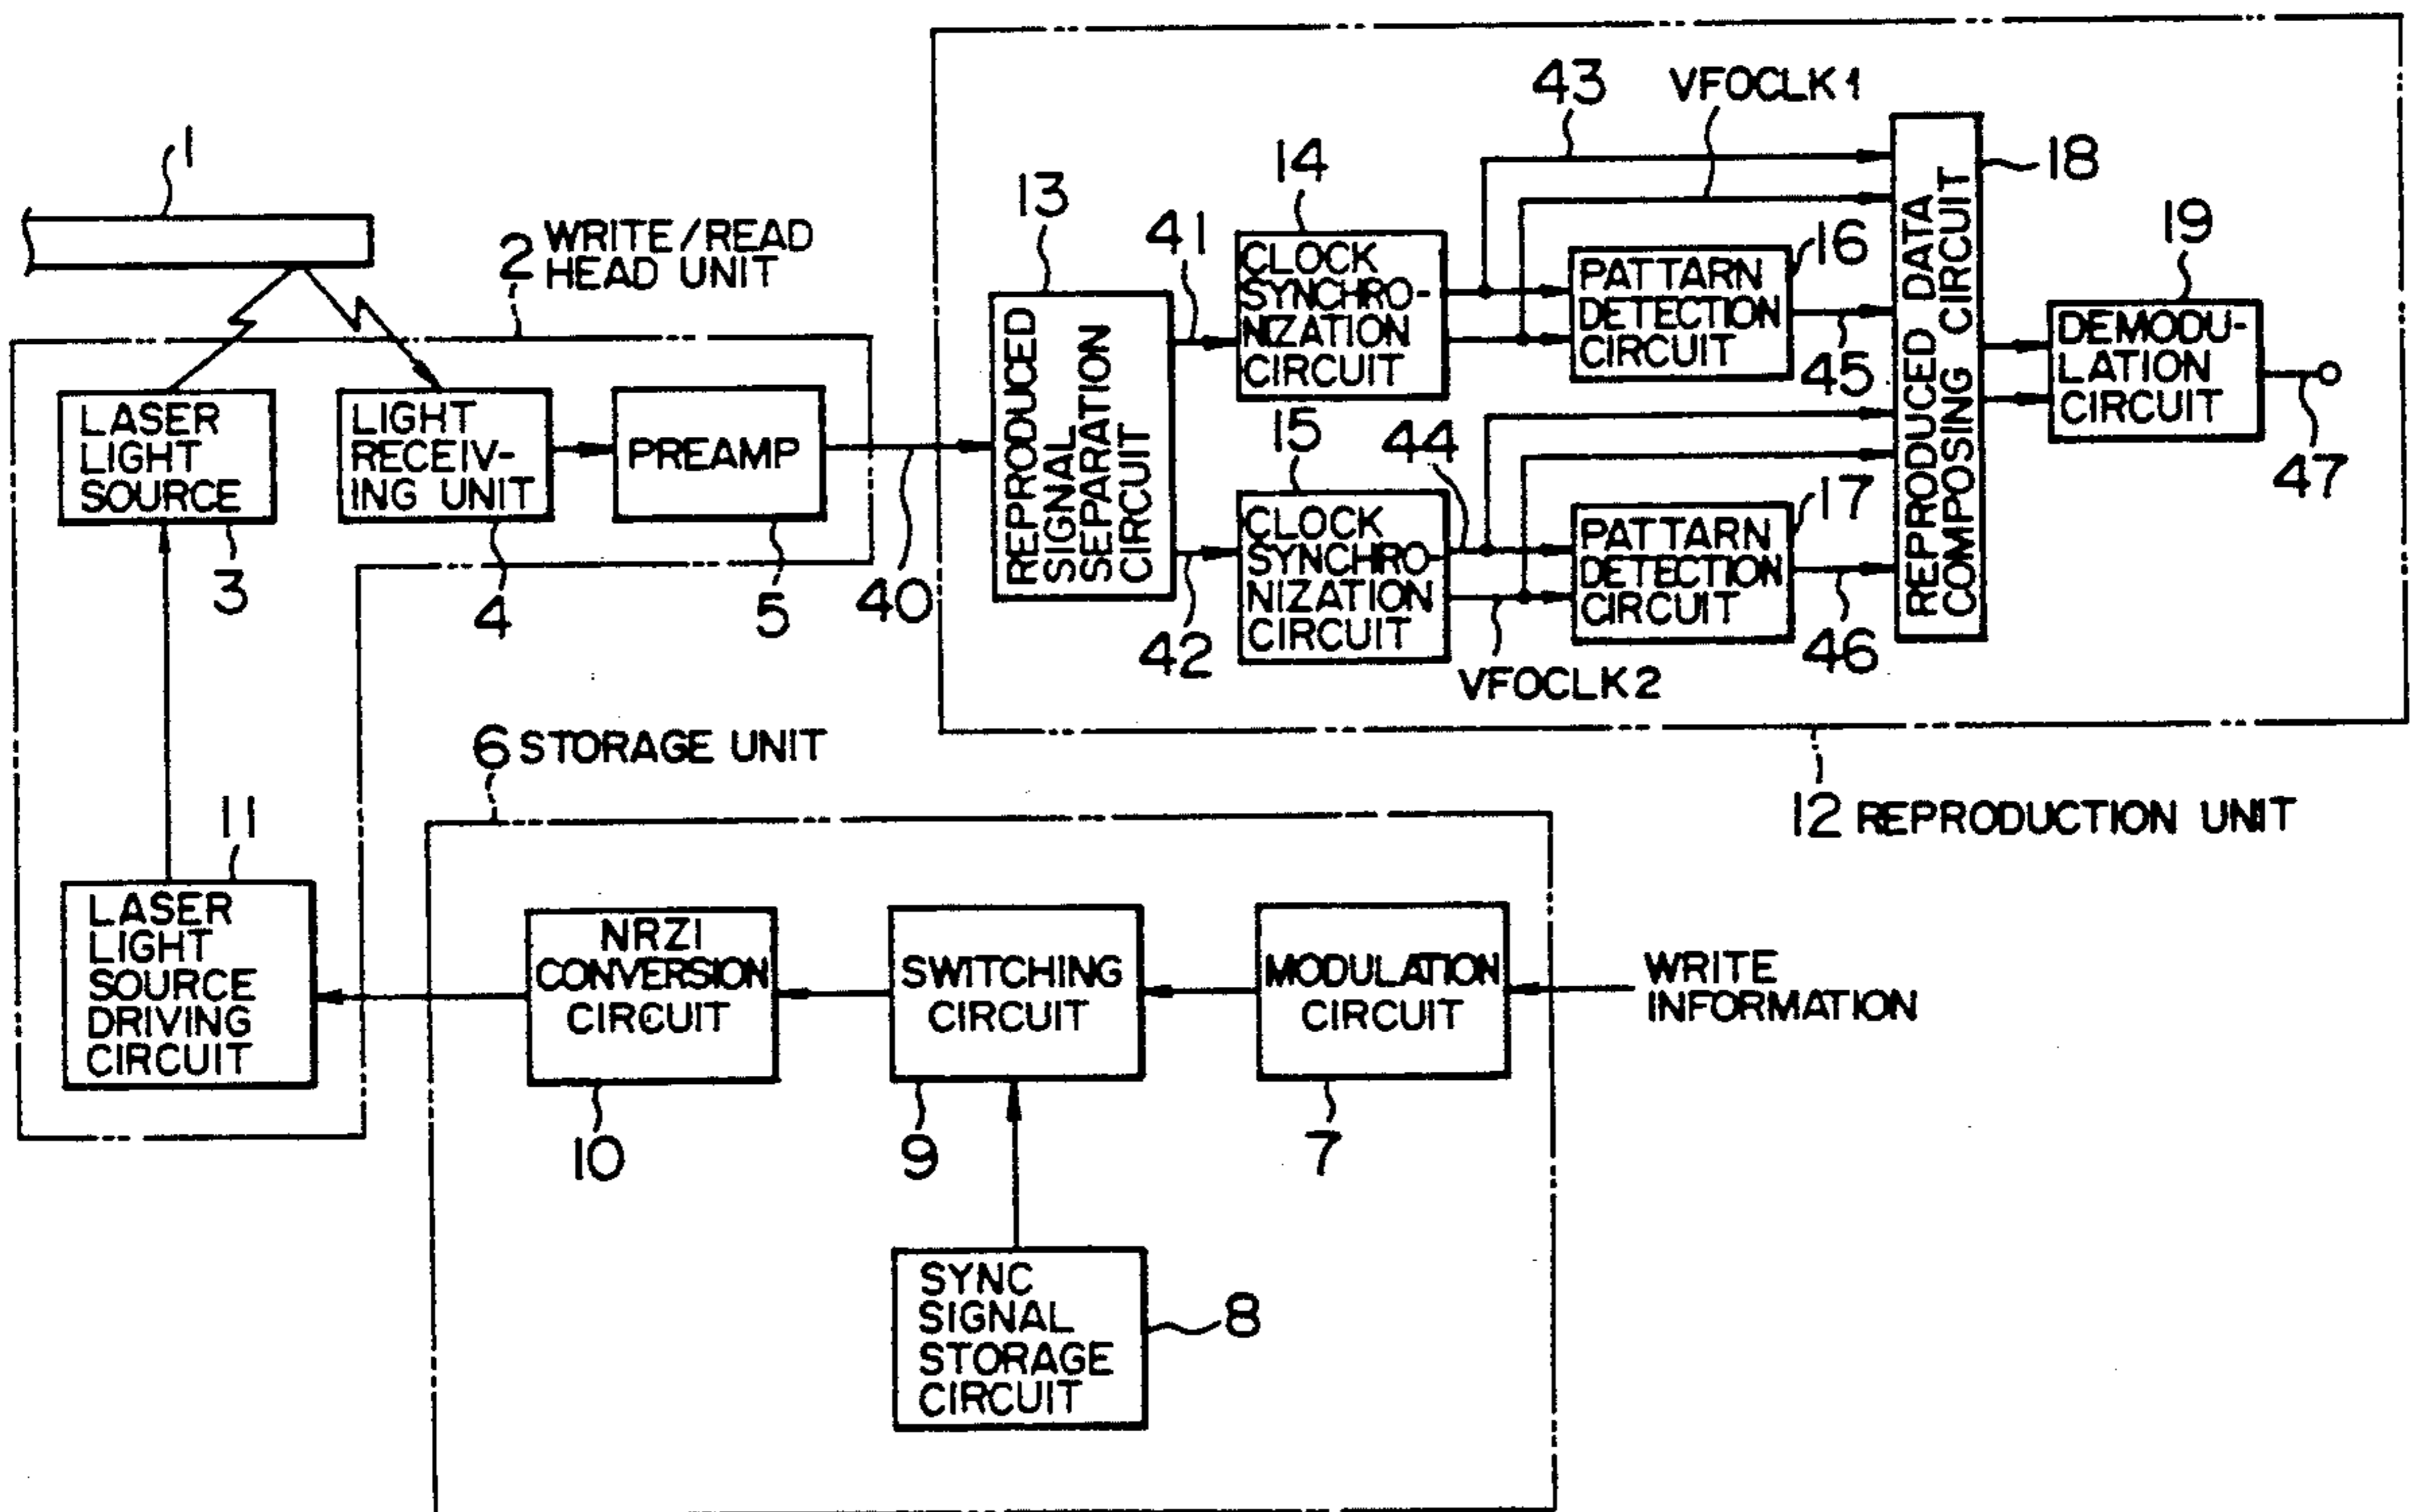 1
2 WRITE/READ
HEAD UNIT
LASER
LIGHT
SOURCE
3
LIGHT
RECEIV-
ING UNIT
4
PREAMP
5
40
13
REPRODUCED
SIGNAL
SEPARATION
CIRCUIT
41
42
14
CLOCK
SYNCHRO-
NIZATION
CIRCUIT
15
CLOCK
SYNCHRO-
NIZATION
CIRCUIT
43
VFOCLK1
44
VFOCLK2
PATTARN
DETECTION
CIRCUIT
16
45
PATTARN
DETECTION
CIRCUIT
17
46
REPRODUCED DATA
COMPOSING CIRCUIT
18
19
DEMODU-
LATION
CIRCUIT
47
12 REPRODUCTION UNIT
6 STORAGE UNIT
11
LASER
LIGHT
SOURCE
DRIVING
CIRCUIT
NRZI
CONVERSION
CIRCUIT
10
SWITCHING
CIRCUIT
9
MODULATION
CIRCUIT
7
WRITE
INFORMATION
SYNC
SIGNAL
STORAGE
CIRCUIT
8